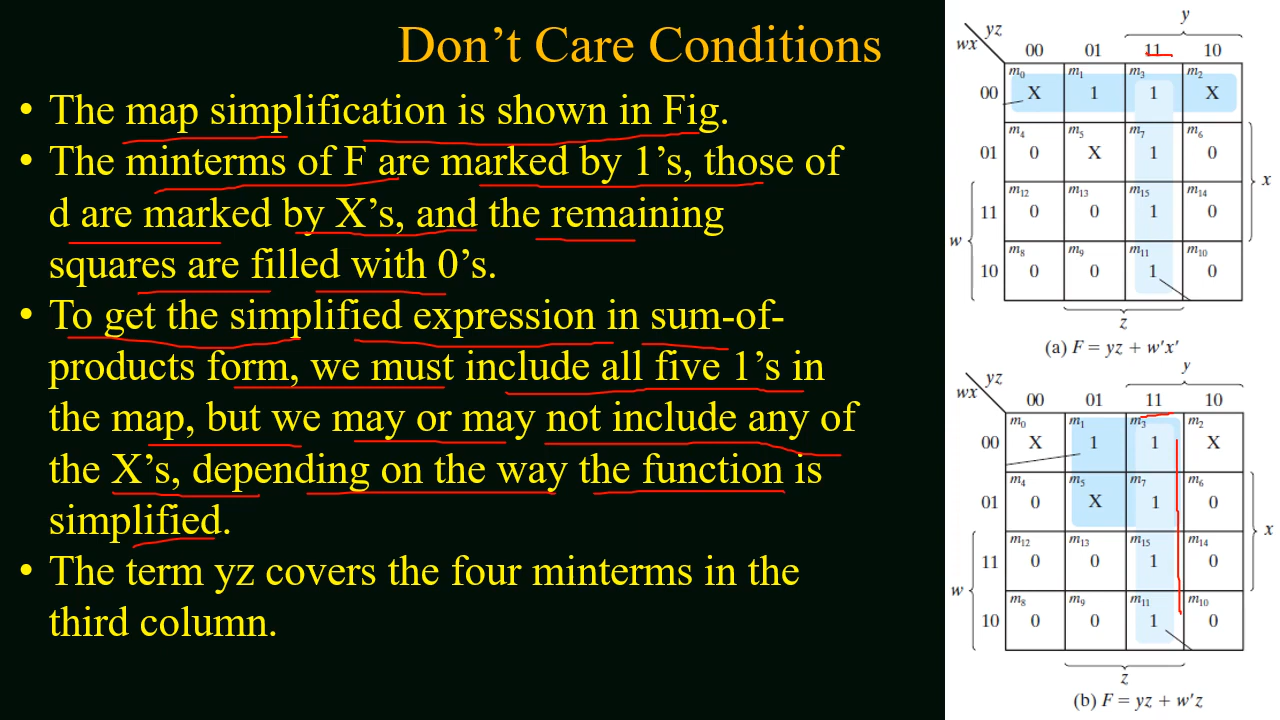 Don't Care Conditions
• The map simplification is shown in Fig.
• The minterms of F are marked by 1's, those of
d are marked by X's, and the remaining
squares are filled with 0's.
• To get the simplified expression in sum-of-
products form, we must include all five 1's in
the map, but we may or may not include any of
the X's, depending on the way the function is
simplified.
• The term yz covers the four minterms in the
third column.
y
yz
wx
00 01 11 10
m0 m1 m3 m2
00 X 1 1 X
m4 m5 m7 m6
01 0 X 1 0
x
m12 m13 m15 m14
11 0 0 1 0
w
m8 m9 m11 m10
10 0 0 1 0
z
(a) F = yz + w'x'
y
yz
wx
00 01 11 10
m0 m1 m3 m2
00 X 1 1 X
m4 m5 m7 m6
01 0 X 1 0
x
m12 m13 m15 m14
11 0 0 1 0
w
m8 m9 m11 m10
10 0 0 1 0
z
(b) F = yz + w'z